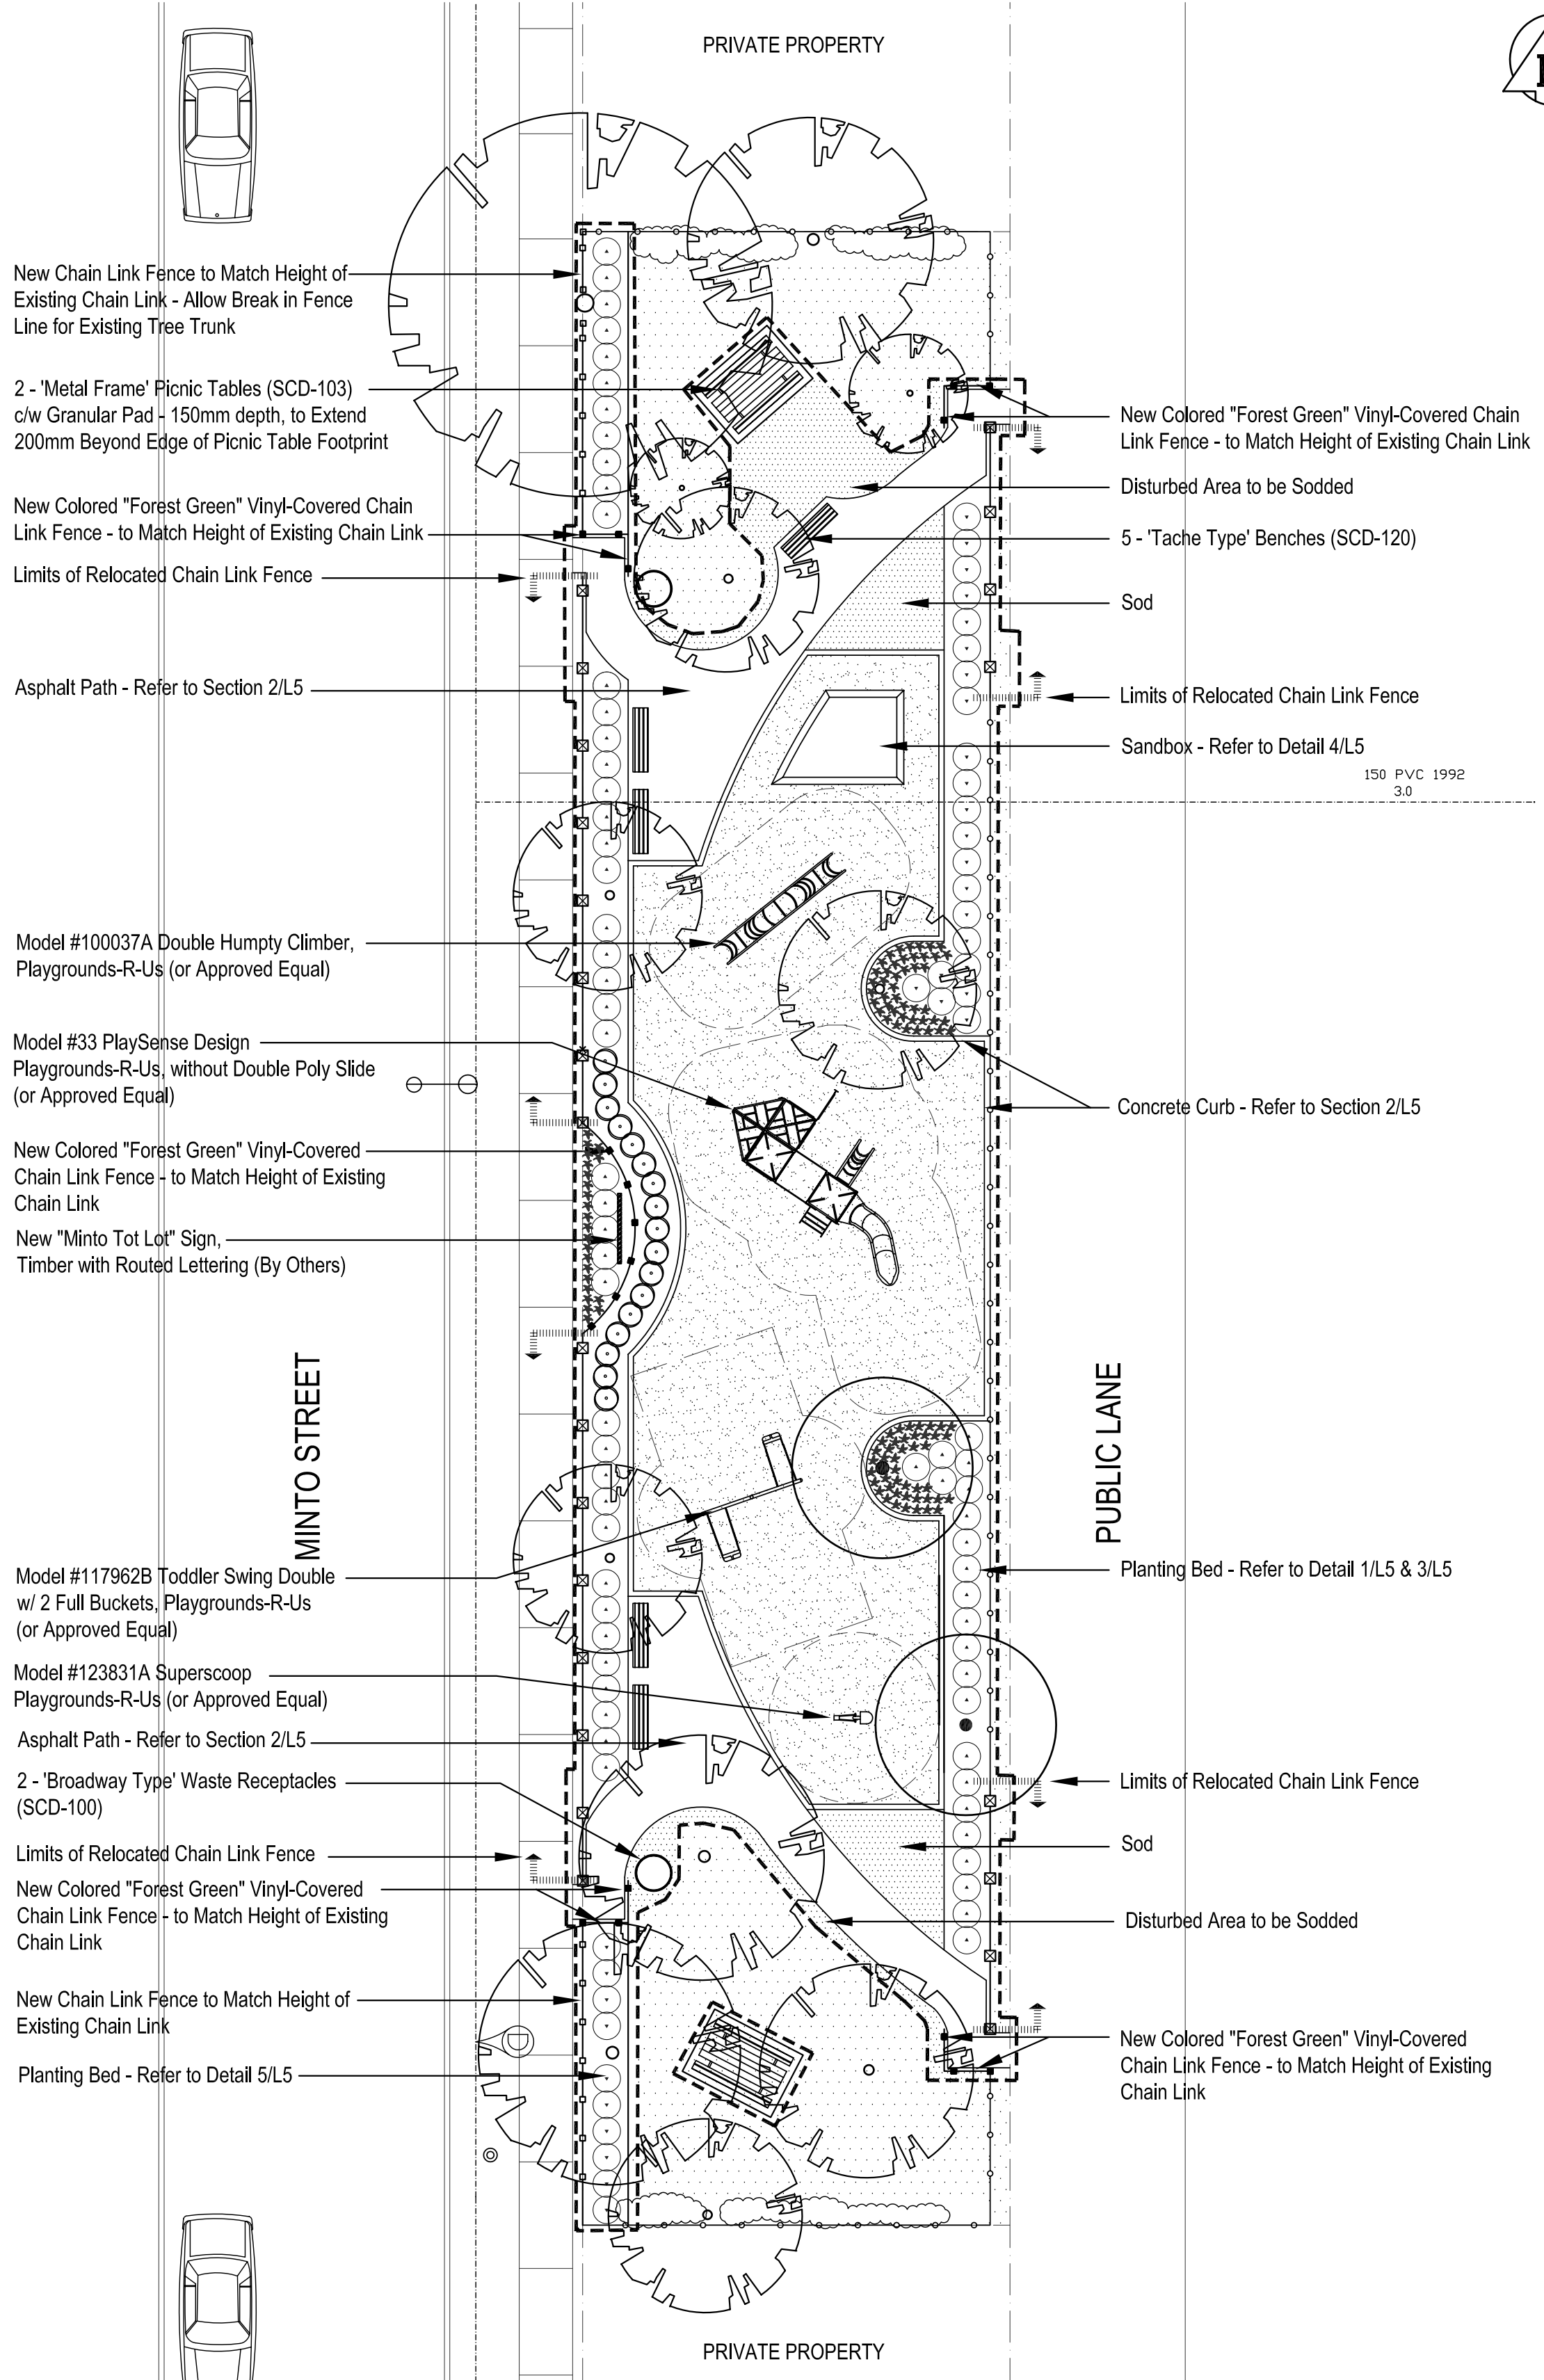 PRIVATE PROPERTY
New Chain Link Fence to Match Height of
Existing Chain Link - Allow Break in Fence
Line for Existing Tree Trunk
2 - 'Metal Frame' Picnic Tables (SCD-103)
c/w Granular Pad - 150mm depth, to Extend
200mm Beyond Edge of Picnic Table Footprint
New Colored "Forest Green" Vinyl-Covered Chain
Link Fence - to Match Height of Existing Chain Link
Limits of Relocated Chain Link Fence
Asphalt Path - Refer to Section 2/L5
Model #100037A Double Humpty Climber,
Playgrounds-R-Us (or Approved Equal)
Model #33 PlaySense Design
Playgrounds-R-Us, without Double Poly Slide
(or Approved Equal)
New Colored "Forest Green" Vinyl-Covered
Chain Link Fence - to Match Height of Existing
Chain Link
New "Minto Tot Lot" Sign,
Timber with Routed Lettering (By Others)
MINTO STREET
Model #117962B Toddler Swing Double
w/ 2 Full Buckets, Playgrounds-R-Us
(or Approved Equal)
Model #123831A Superscoop
Playgrounds-R-Us (or Approved Equal)
Asphalt Path - Refer to Section 2/L5
2 - 'Broadway Type' Waste Receptacles
(SCD-100)
Limits of Relocated Chain Link Fence
New Colored "Forest Green" Vinyl-Covered
Chain Link Fence - to Match Height of Existing
Chain Link
New Chain Link Fence to Match Height of
Existing Chain Link
Planting Bed - Refer to Detail 5/L5
New Colored "Forest Green" Vinyl-Covered Chain
Link Fence - to Match Height of Existing Chain Link
Disturbed Area to be Sodded
5 - 'Tache Type' Benches (SCD-120)
Sod
Limits of Relocated Chain Link Fence
Sandbox - Refer to Detail 4/L5
150 PVC 1992
3.0
Concrete Curb - Refer to Section 2/L5
PUBLIC LANE
Planting Bed - Refer to Detail 1/L5 & 3/L5
Limits of Relocated Chain Link Fence
Sod
Disturbed Area to be Sodded
New Colored "Forest Green" Vinyl-Covered
Chain Link Fence - to Match Height of Existing
Chain Link
PRIVATE PROPERTY